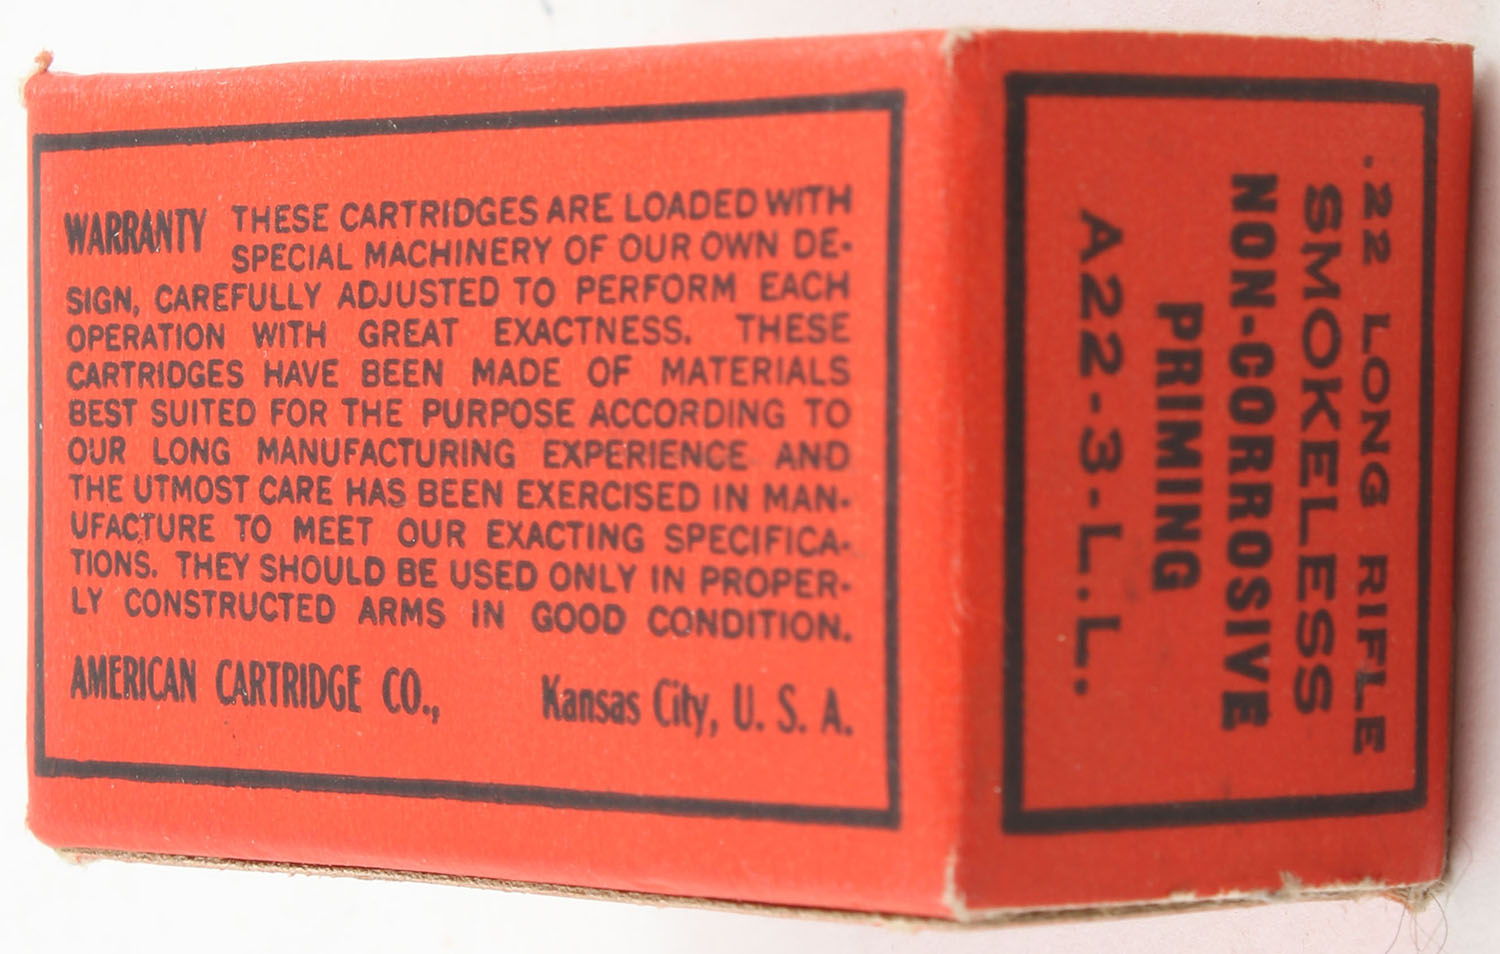 WARRANTY THESE CARTRIDGES ARE LOADED WITH
SPECIAL MACHINERY OF OUR OWN DE-
SIGN, CAREFULLY ADJUSTED TO PERFORM EACH
OPERATION WITH GREAT EXACTNESS. THESE
CARTRIDGES HAVE BEEN MADE OF MATERIALS
BEST SUITED FOR THE PURPOSE ACCORDING TO
OUR LONG MANUFACTURING EXPERIENCE AND
THE UTMOST CARE HAS BEEN EXERCISED IN MAN-
UFACTURE TO MEET OUR EXACTING SPECIFICA-
TIONS. THEY SHOULD BE USED ONLY IN PROPER-
LY CONSTRUCTED ARMS IN GOOD CONDITION.
AMERICAN CARTRIDGE CO., Kansas City, U. S. A.
.22 LONG RIFLE
SMOKELESS
NON-CORROSIVE
PRIMING
A22-3-L.L.